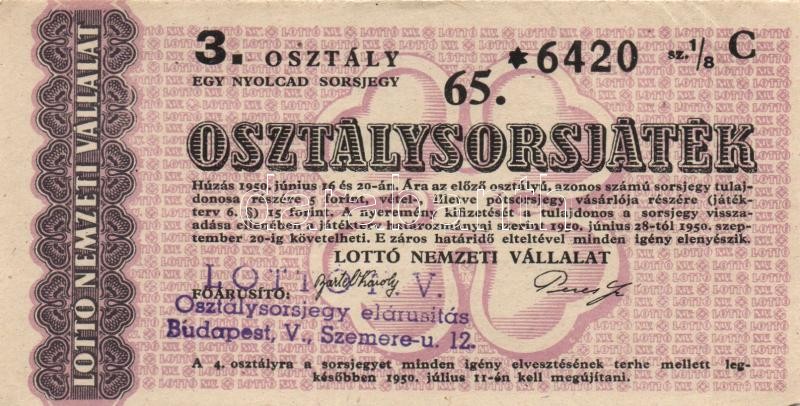 LOTTÓ NEMZETI VÁLLALAT
3. OSZTÁLY
EGY NYOLCAD SORSJEGY
65.
*6420 sz. 1/8 C
OSZTÁLYSORSJÁTÉK
Húzás 1950. június 16 és 20-án. Ára az előző osztályú, azonos számú sorsjegy tulaj-
donosa részére 5 forint, vétel-, illetve pótsorsjegy vásárlója részére (játék-
terv 6. §) 15 forint. A nyeremény kifizetését a tulajdonos a sorsjegy vissza-
adása ellenében a játékterv határozmányai szerint 1950. június 28-tól 1950. szep-
tember 20-ig követelheti. E záros határidő elteltével minden igény elenyészik.
LOTTÓ NEMZETI VÁLLALAT
LOTTÓ N.V.
FŐÁRUSÍTÓ: Bártel Károly
Osztálysorsjegy elárusitás
Budapest, V., Szemere-u. 12.
A 4. osztályra a sorsjegyet minden igény elvesztésének terhe mellett leg-
későbben 1950. július 11-én kell megújítani.